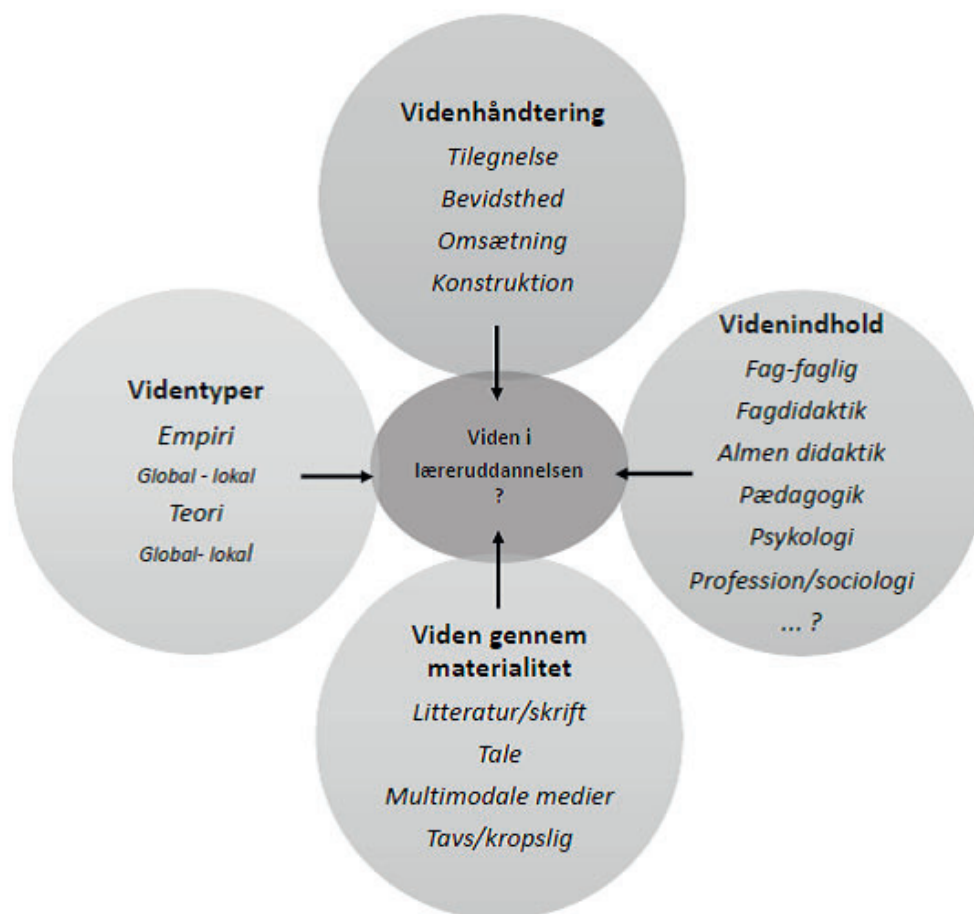 Videnhåndtering
Tilegnelse
Bevidsthed
Omsætning
Konstruktion
Videntyper
Empiri
Global - lokal
Teori
Global- lokal
Viden i
læreruddannelsen
?
Videnindhold
Fag-faglig
Fagdidaktik
Almen didaktik
Pædagogik
Psykologi
Profession/sociologi
... ?
Viden gennem
materialitet
Litteratur/skrift
Tale
Multimodale medier
Tavs/kropslig